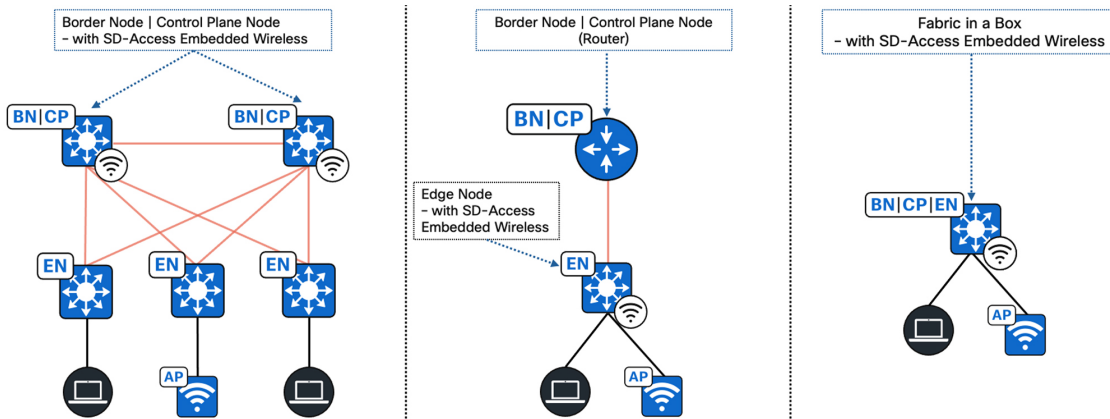 Border Node | Control Plane Node
– with SD-Access Embedded Wireless
BN|CP
BN|CP
EN
EN
EN
AP
Border Node | Control Plane Node
(Router)
BN|CP
Edge Node
– with SD-Access
Embedded Wireless
EN
AP
Fabric in a Box
– with SD-Access Embedded Wireless
BN|CP|EN
AP